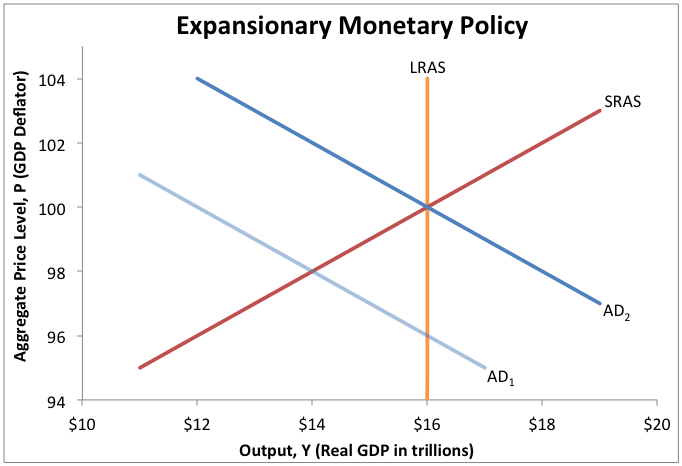 Expansionary Monetary Policy
Aggregate Price Level, P (GDP Deflator)
104
102
100
98
96
94
LRAS
SRAS
AD2
AD1
$10
$12
$14
$16
$18
$20
Output, Y (Real GDP in trillions)